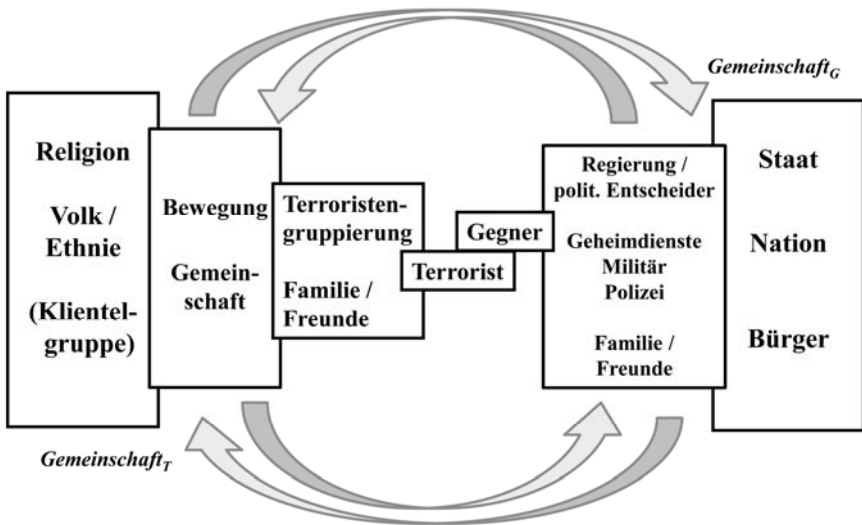 Gemeinschaft_G
Religion
Volk /
Ethnie
(Klientel-
gruppe)
Bewegung
Gemein-
schaft
Terroristen-
gruppierung
Familie /
Freunde
Gegner
Terrorist
Regierung /
polit. Entscheider
Geheimdienste
Militär
Polizei
Familie /
Freunde
Staat
Nation
Bürger
Gemeinschaft_T